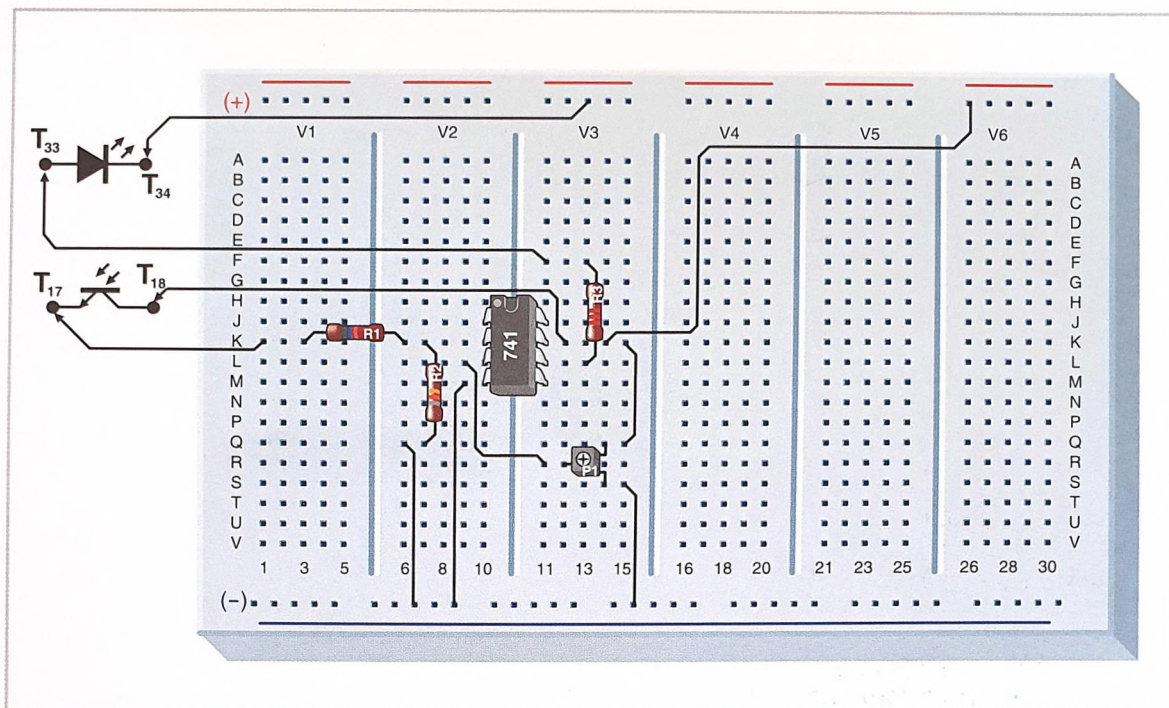 (+)
V1 V2 V3 V4 V5 V6
T33
T34
T17 T18
A A
B B
C C
D D
E E
F F
G G
H H
J J
K K
L L
M M
N N
P P
Q Q
R R
S S
T T
U U
V V
R3
R1
741
R2
P1
1 3 5 6 8 10 11 13 15 16 18 20 21 23 25 26 28 30
(−)